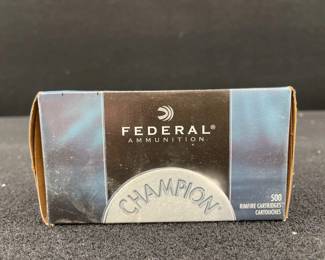 FEDERAL®
AMMUNITION
CHAMPION
500
RIMFIRE CARTRIDGES
CARTOUCHES